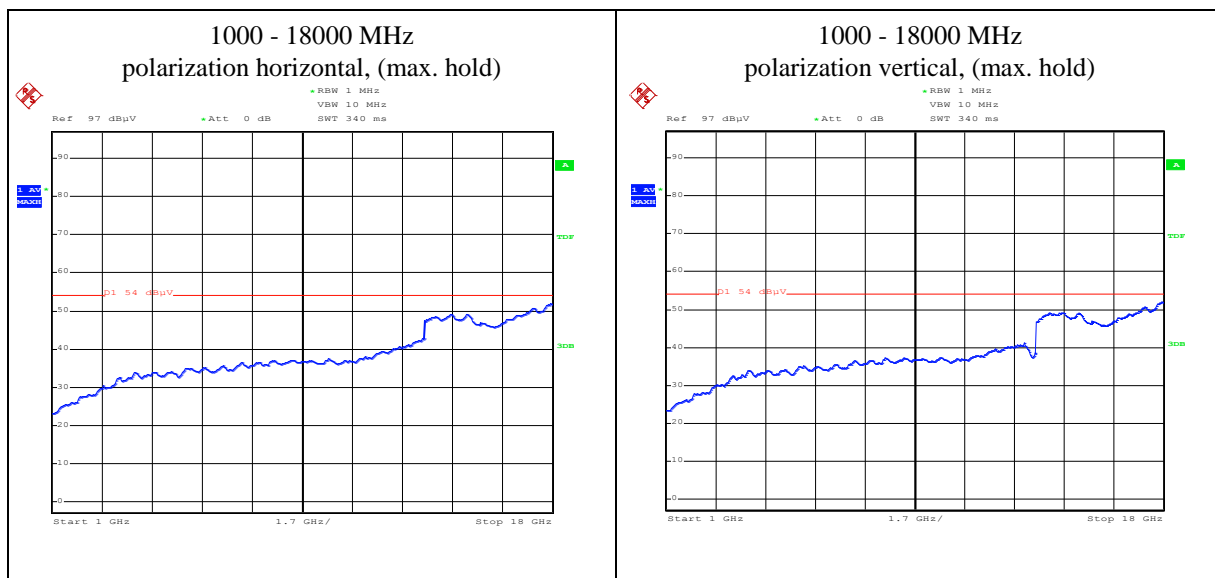 1000 - 18000 MHz
polarization horizontal, (max. hold)
R S
* RBW 1 MHz
VBW 10 MHz
Ref 97 dBµV * Att 0 dB SWT 340 ms
90
A
1 AV *
MAXH
80
70
TDF
60
D1 54 dBµV
50
40
3DB
30
20
10
0
Start 1 GHz 1.7 GHz/ Stop 18 GHz
1000 - 18000 MHz
polarization vertical, (max. hold)
R S
* RBW 1 MHz
VBW 10 MHz
Ref 97 dBµV * Att 0 dB SWT 340 ms
90
A
1 AV *
MAXH
80
70
TDF
60
D1 54 dBµV
50
40
3DB
30
20
10
0
Start 1 GHz 1.7 GHz/ Stop 18 GHz